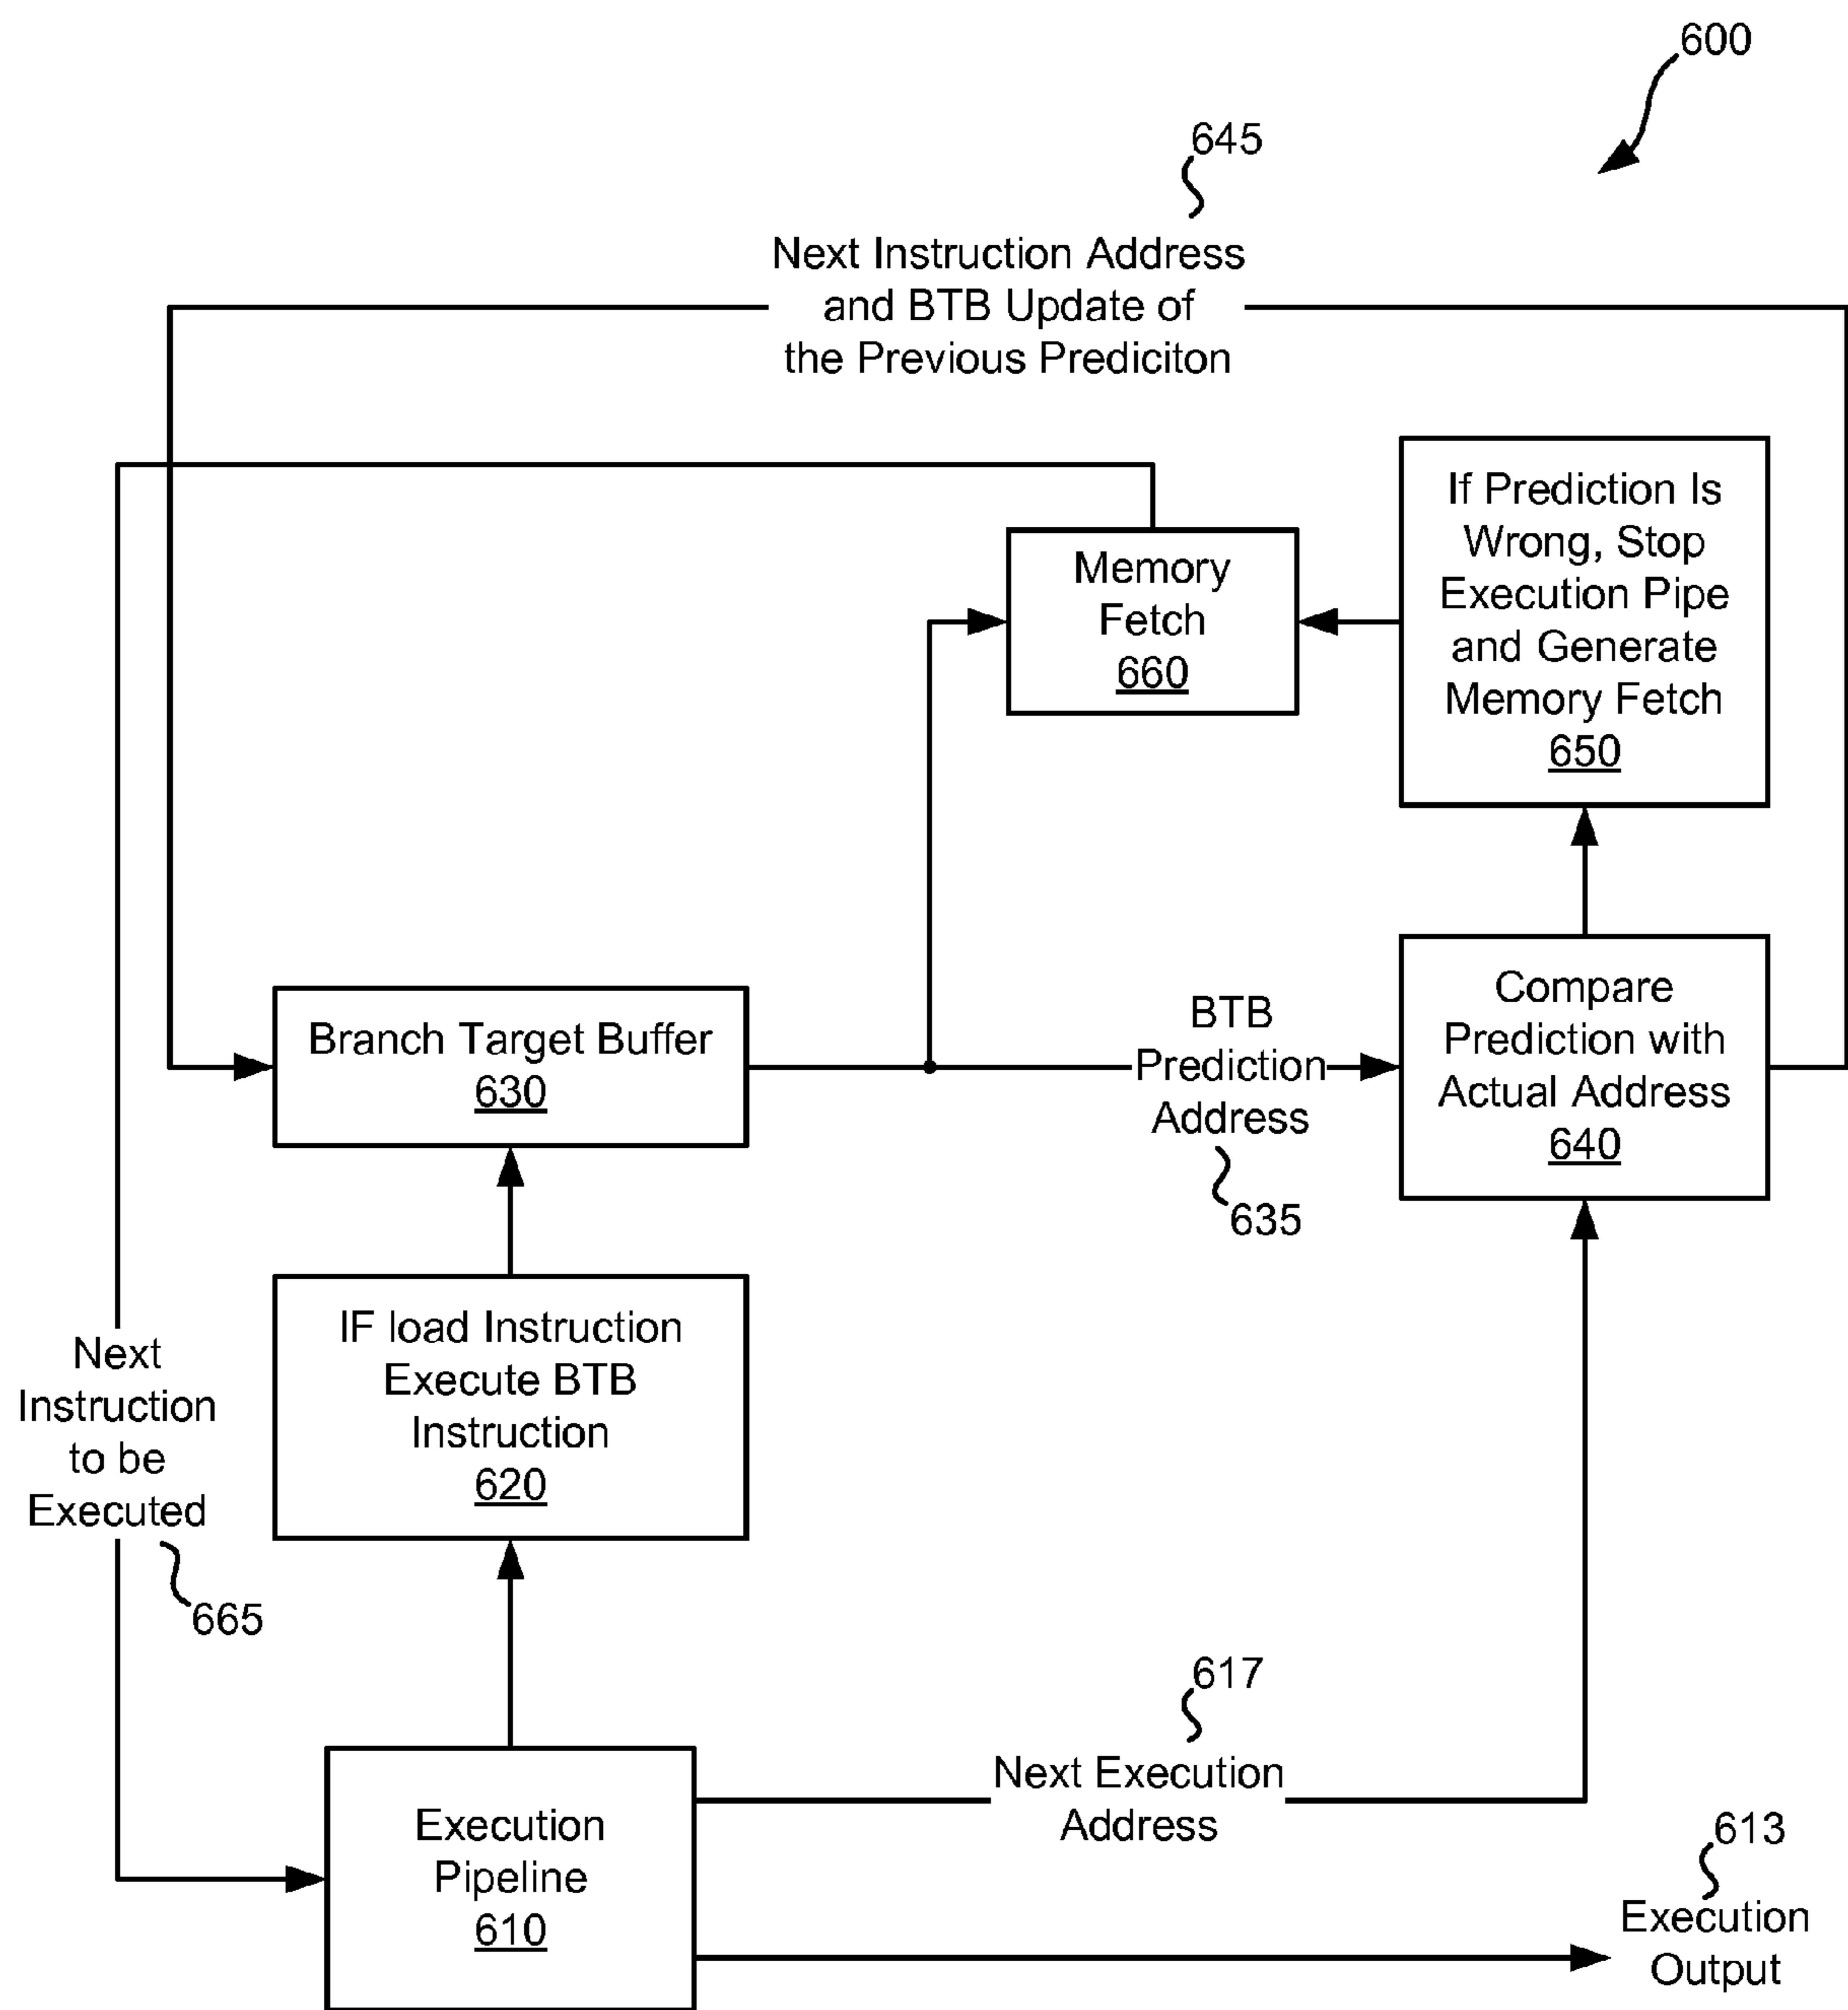 600
645
Next Instruction Address
and BTB Update of
the Previous Prediciton
If Prediction Is
Wrong, Stop
Execution Pipe
and Generate
Memory Fetch
650
Memory
Fetch
660
Branch Target Buffer
630
BTB
Prediction
Address
635
Compare
Prediction with
Actual Address
640
IF load Instruction
Execute BTB
Instruction
620
Next
Instruction
to be
Executed
665
617
Next Execution
Address
Execution
Pipeline
610
613
Execution
Output